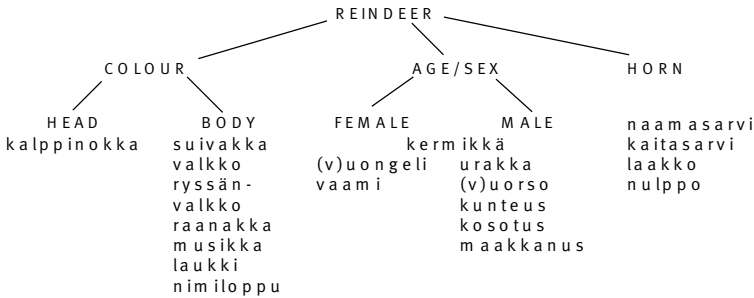 REINDEER
COLOUR AGE/SEX HORN
HEAD BODY FEMALE MALE naamasarvi
kalppinokka suivakka kermikkä kaitasarvi
valkko (v)uongeli urakka laakko
ryssän- vaami (v)uorso nulppo
valkko kunteus
raanakka kosotus
musikka maakkanus
laukki
nimiloppu